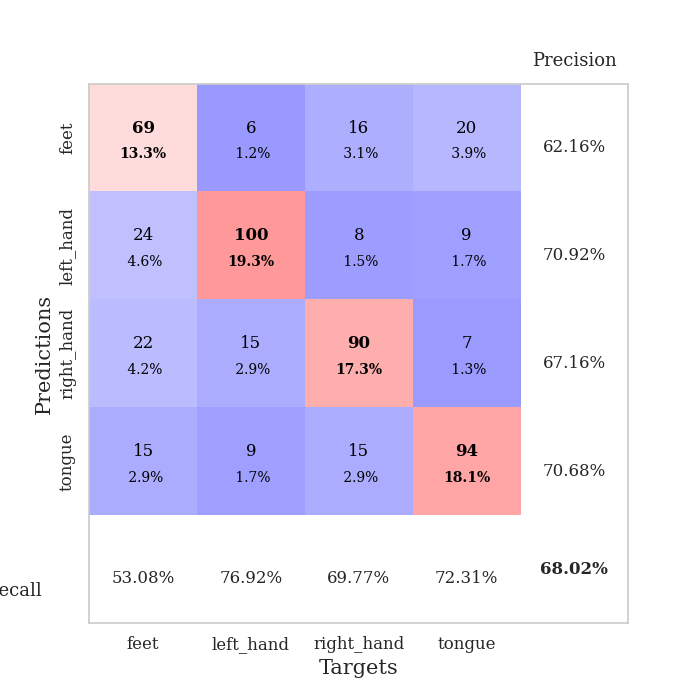 Precision
feet 69 6 16 20 62.16%
13.3% 1.2% 3.1% 3.9%
left_hand 24 100 8 9 70.92%
4.6% 19.3% 1.5% 1.7%
right_hand 22 15 90 7 67.16%
4.2% 2.9% 17.3% 1.3%
tongue 15 9 15 94 70.68%
2.9% 1.7% 2.9% 18.1%
Predictions
ecall 53.08% 76.92% 69.77% 72.31% 68.02%
feet left_hand right_hand tongue
Targets